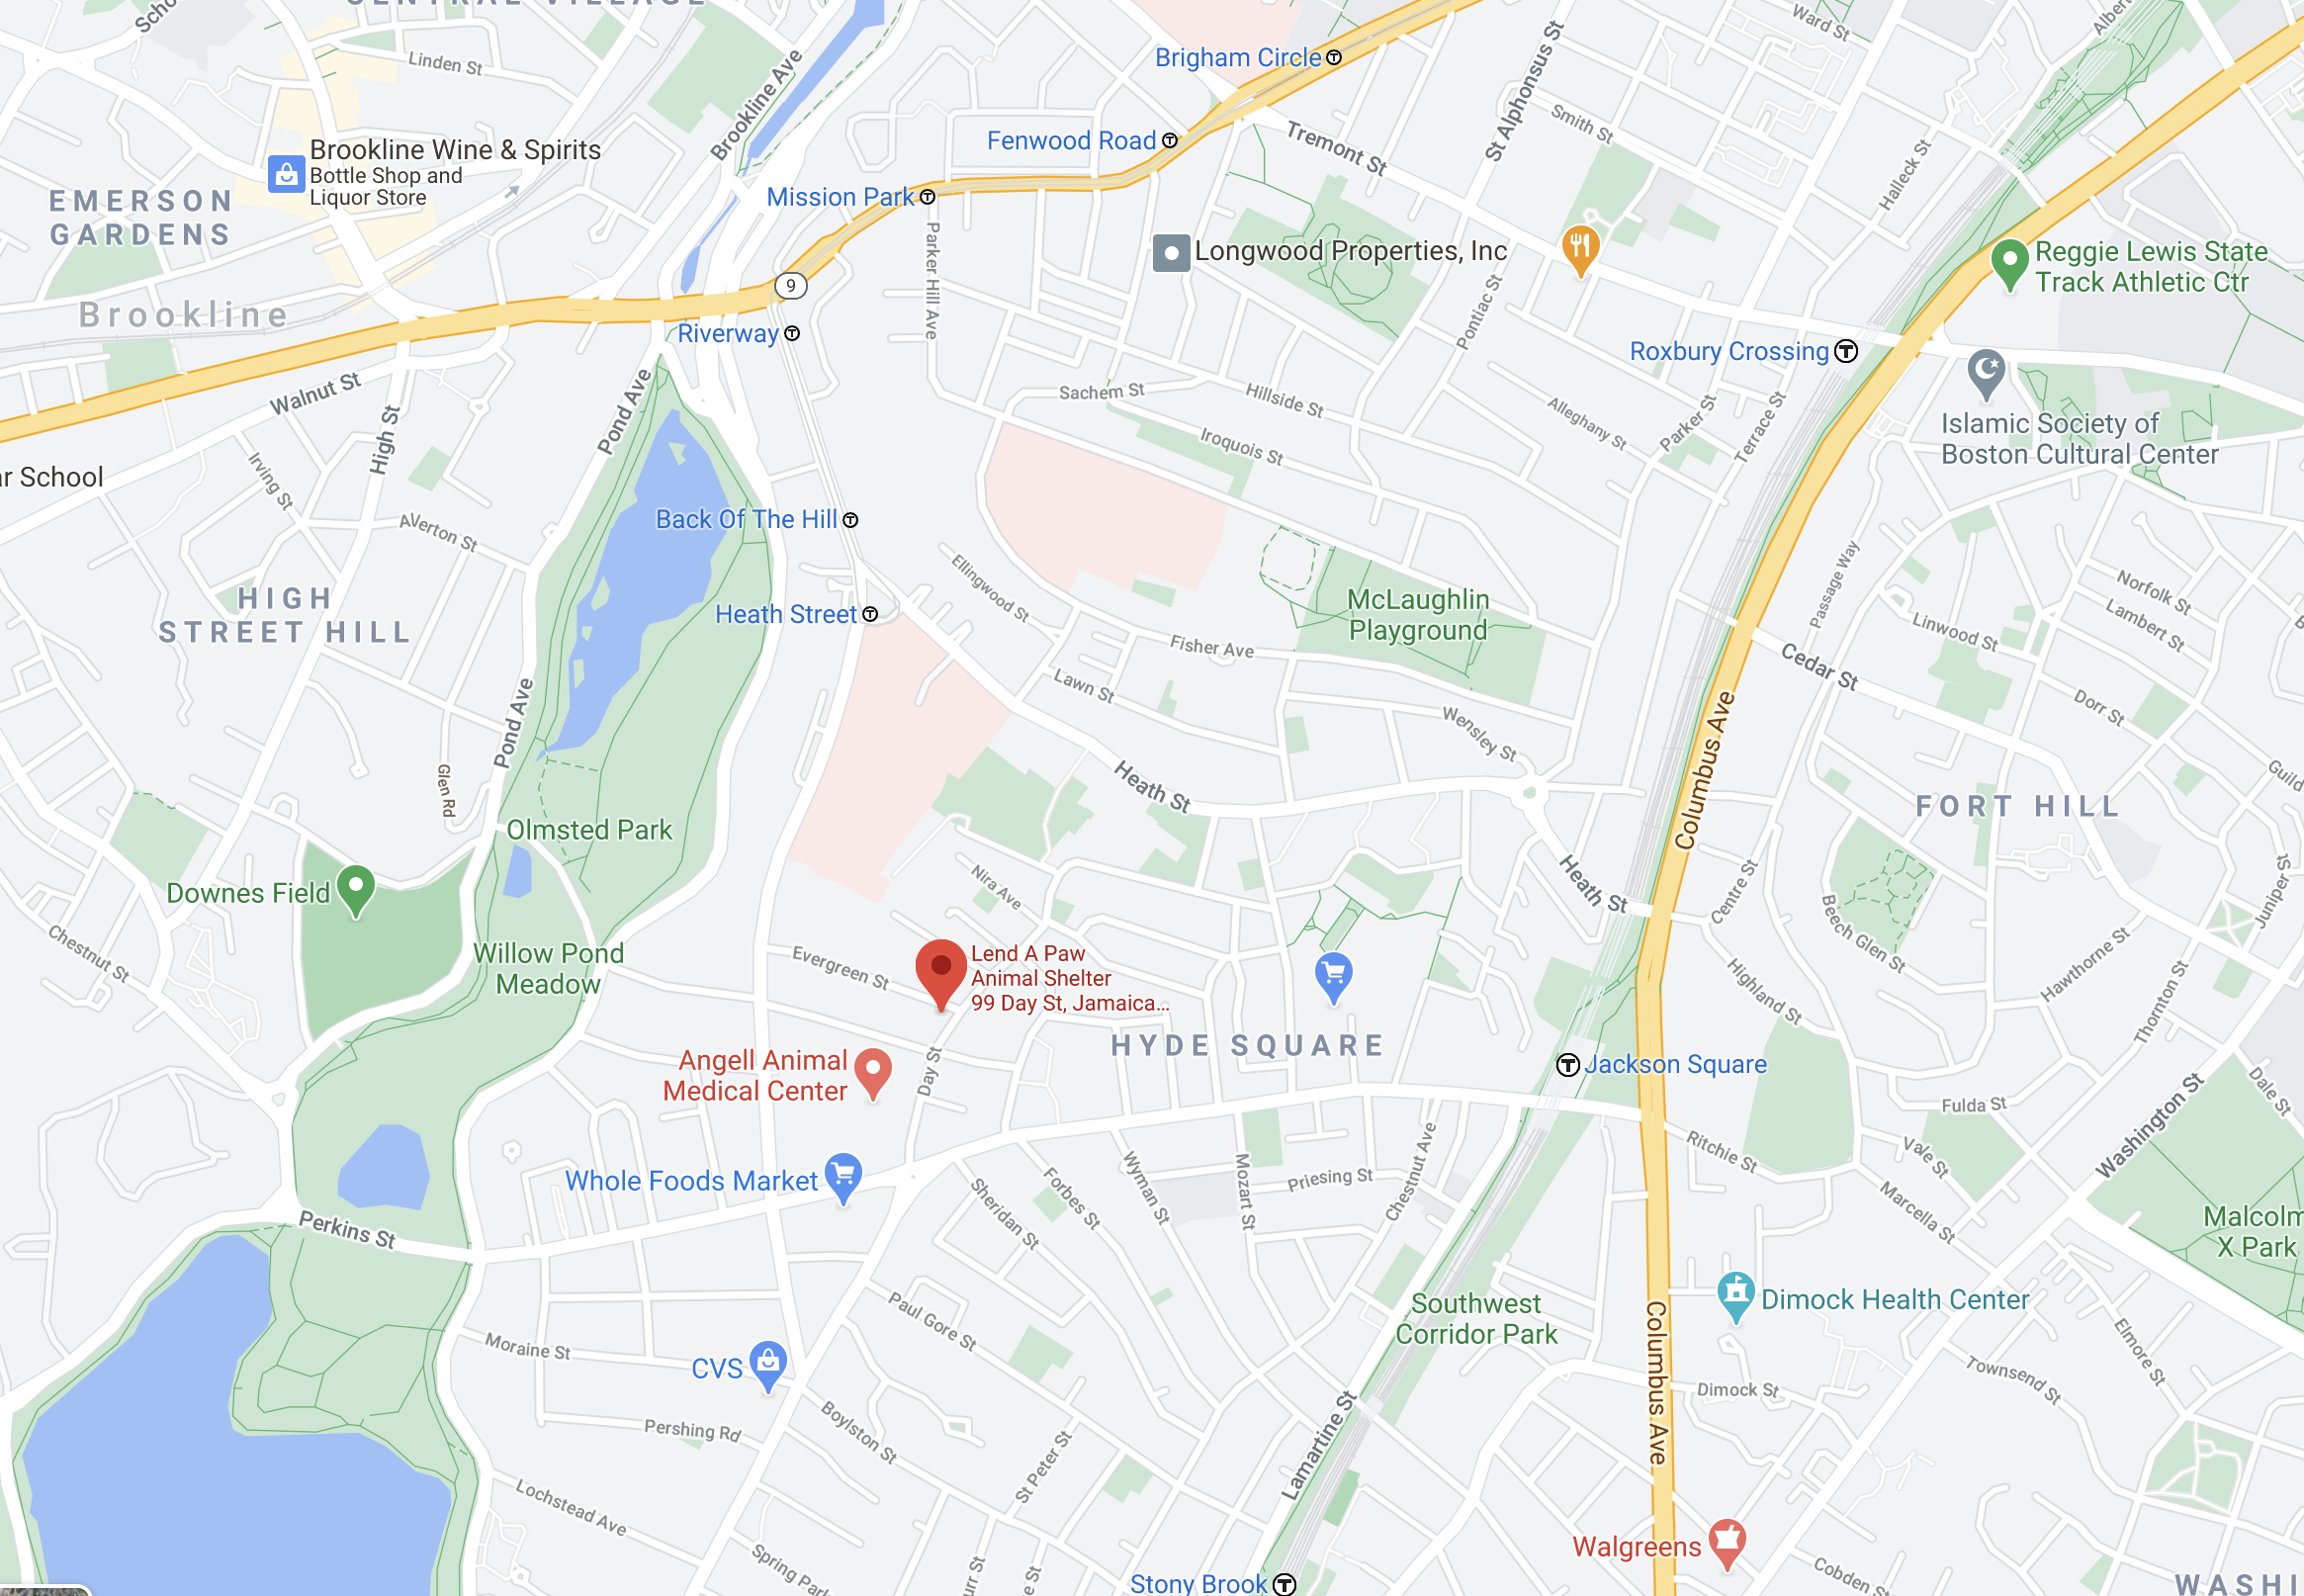 CENTRAL VILLAGE
Linden St
Brookline Ave
Brigham Circle
Ward St
St Alphonsus St
Smith St
Tremont St
Fenwood Road
Halleck St
Brookline Wine & Spirits
Bottle Shop and
Liquor Store
EMERSON
GARDENS
Mission Park
Parker Hill Ave
Longwood Properties, Inc
Reggie Lewis State
Track Athletic Ctr
Brookline
9
Riverway
Pontiac St
Roxbury Crossing
Walnut St
High St
Pond Ave
Sachem St
Hillside St
Alleghany St
Parker St
Terrace St
Islamic Society of
Boston Cultural Center
Iroquois St
ar School
Irving St
Averton St
Back Of The Hill
Ellingwood St
Passage Way
Norfolk St
Lambert St
Linwood St
HIGH
STREET HILL
Heath Street
McLaughlin
Playground
Fisher Ave
Lawn St
Cedar St
Dorr St
Pond Ave
Wensley St
Columbus Ave
Guild
Glen Rd
Heath St
FORT HILL
Olmsted Park
Downes Field
Nira Ave
Heath St
Centre St
Beech Glen St
Juniper St
Chestnut St
Willow Pond
Meadow
Evergreen St
Lend A Paw
Animal Shelter
99 Day St, Jamaica...
Highland St
Hawthorne St
Thornton St
HYDE SQUARE
Angell Animal
Medical Center
Day St
Jackson Square
Dale St
Fulda St
Washington St
Ritchie St
Vale St
Whole Foods Market
Sheridan St
Forbes St
Wyman St
Mozart St
Priesing St
Chestnut Ave
Marcella St
Malcolm
X Park
Perkins St
Southwest
Corridor Park
Dimock Health Center
Paul Gore St
Columbus Ave
Elmore St
Moraine St
CVS
Dimock St
Townsend St
Pershing Rd
Boylston St
St Peter St
Lamartine St
Lochstead Ave
Walgreens
Spring Park
Cobden St
Stony Brook
WASHI